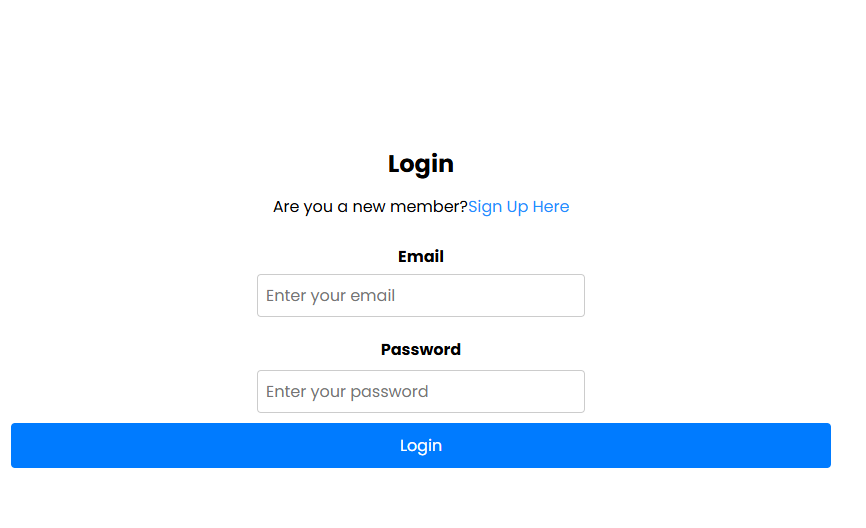 Login
Are you a new member?Sign Up Here
Email
Enter your email
Password
Enter your password
Login